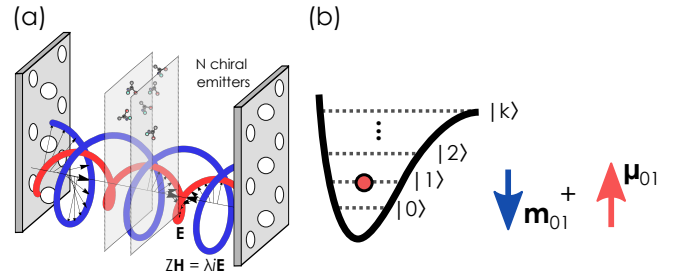 (a)
N chiral
emitters
E
ZH = λiE
(b)
|k⟩
|2⟩
|1⟩
|0⟩
m01
+
μ01